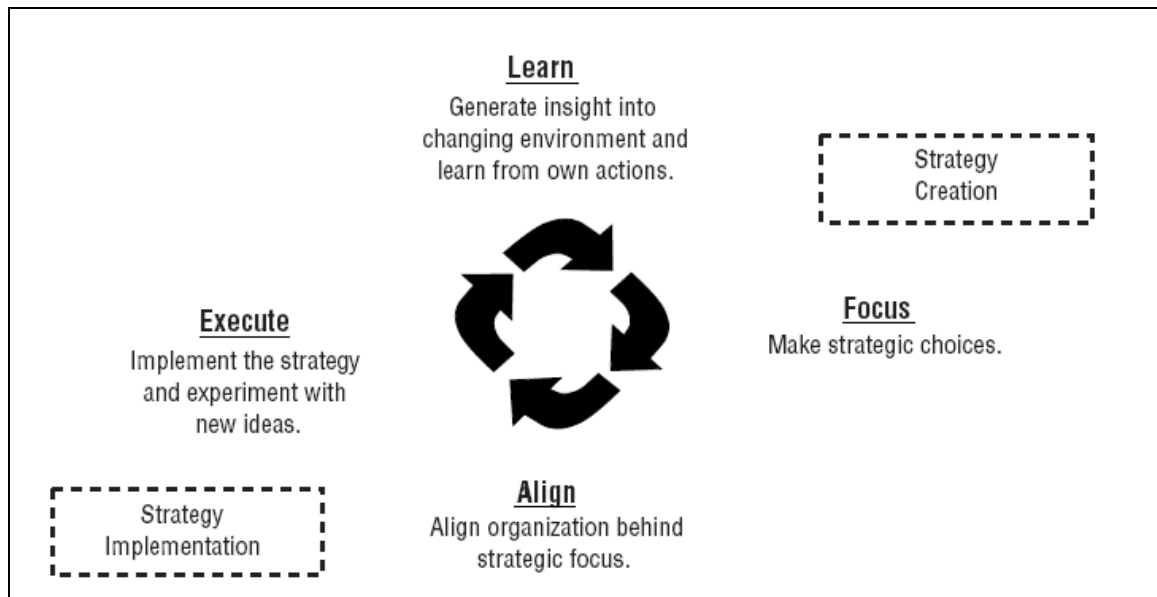 Learn
Generate insight into
changing environment and
learn from own actions.
Strategy
Creation
Focus
Make strategic choices.
Execute
Implement the strategy
and experiment with
new ideas.
Align
Align organization behind
strategic focus.
Strategy
Implementation